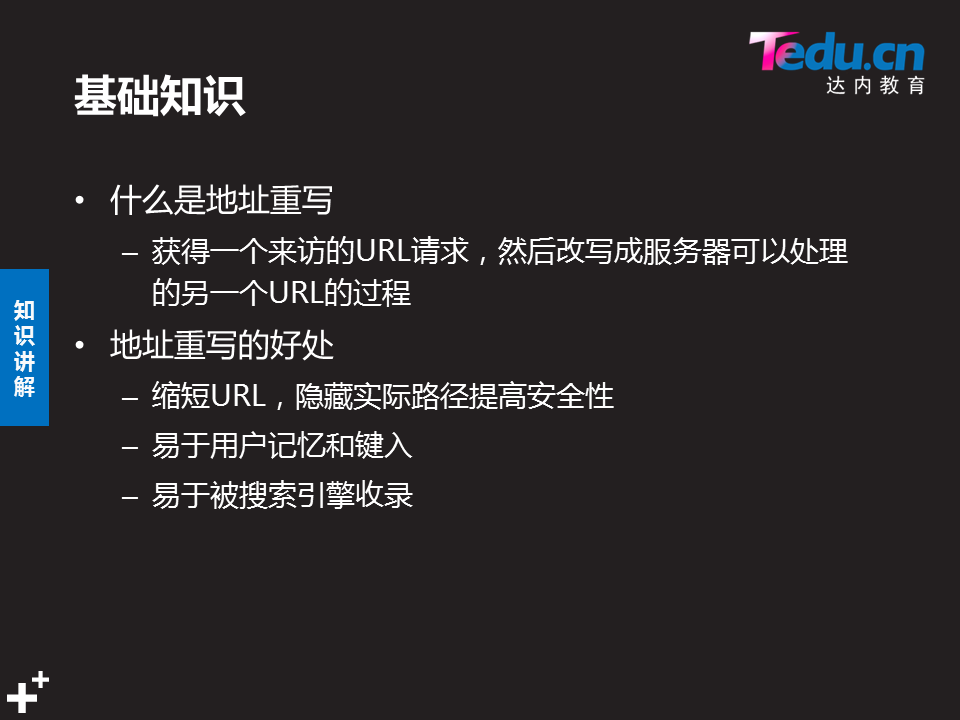 Tedu.cn
达内教育
基础知识
• 什么是地址重写
– 获得一个来访的URL请求，然后改写成服务器可以处理
的另一个URL的过程
• 地址重写的好处
– 缩短URL，隐藏实际路径提高安全性
– 易于用户记忆和键入
– 易于被搜索引擎收录
知识讲解